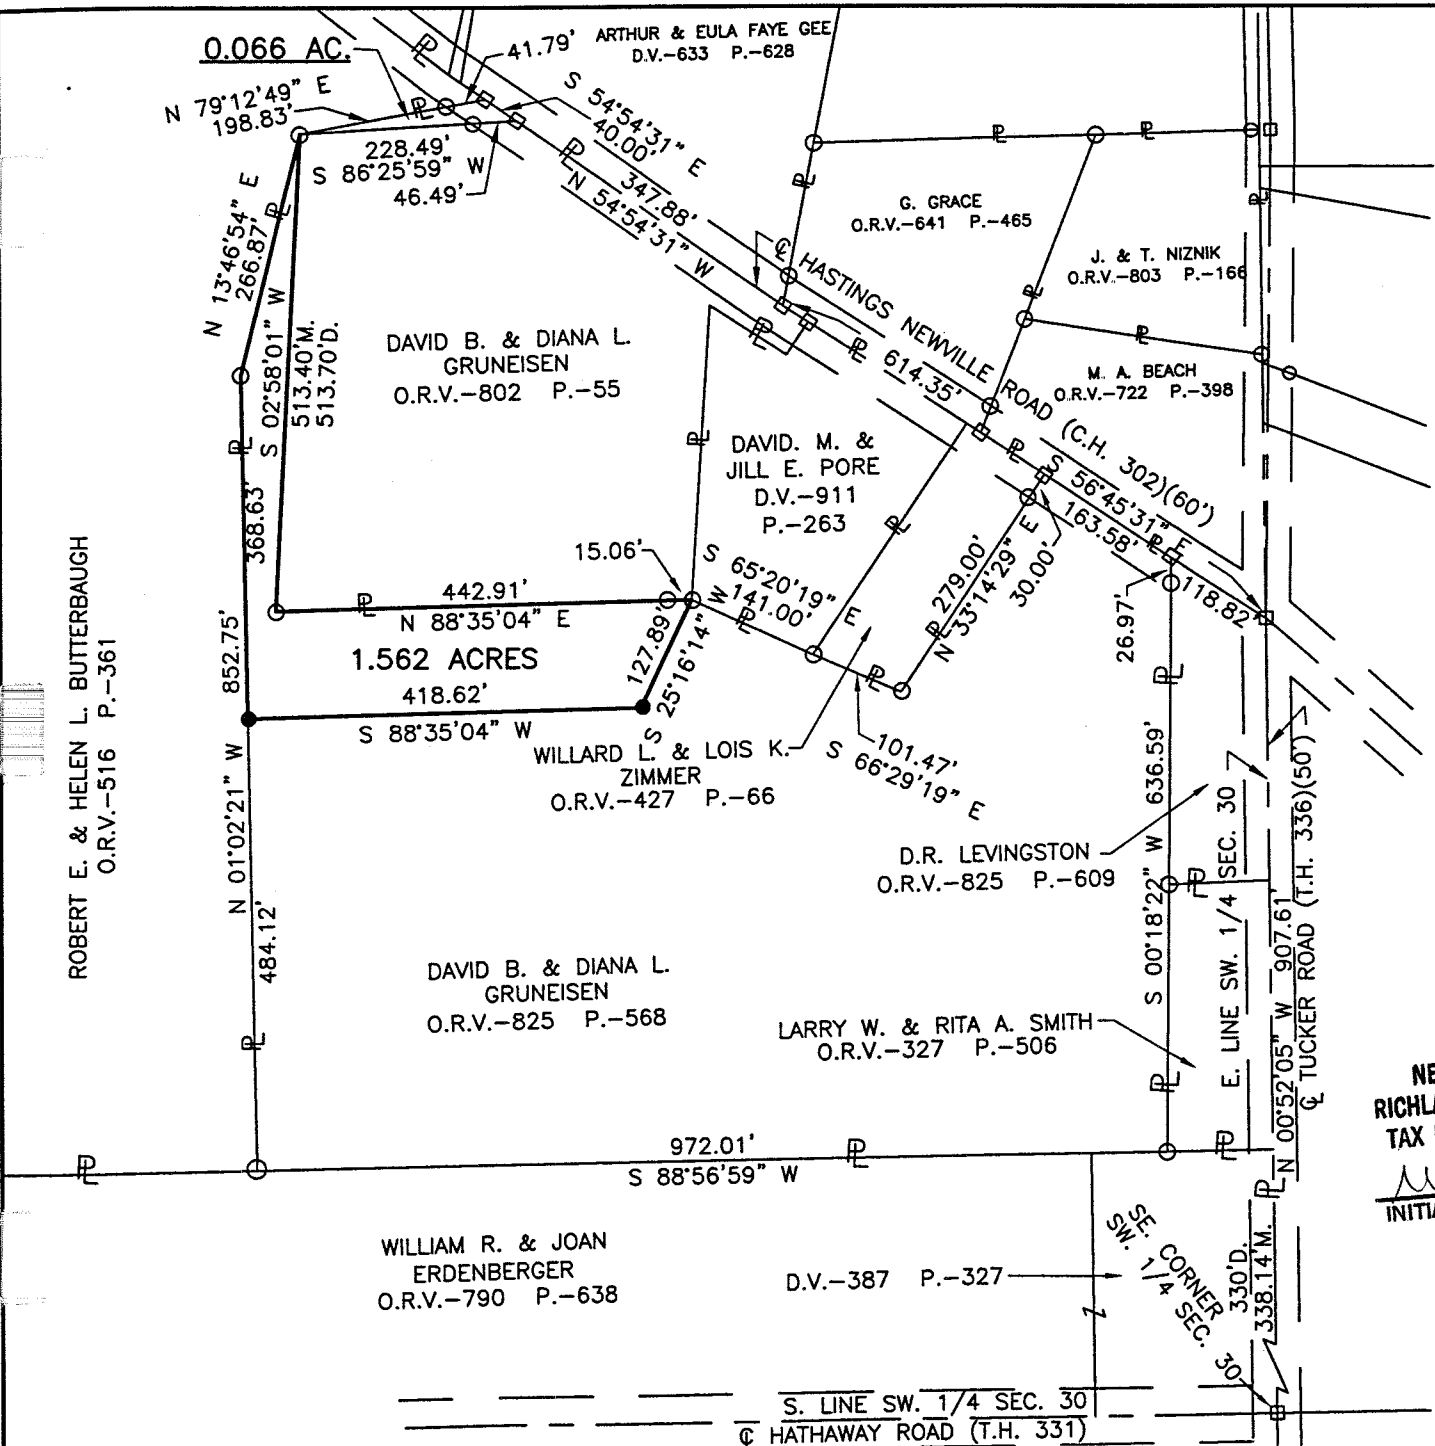 0.066 AC.
41.79'
ARTHUR & EULA FAYE GEE
D.V.-633 P.-628
N 79°12'49" E
198.83'
S 54°54'31" E
40.00'
228.49'
S 86°25'59" W
46.49'
347.88'
N 54°54'31" W
N 13°46'54" E
266.87'
S 02°58'01" W
513.40'M.
513.70'D.
G. GRACE
O.R.V.-641 P.-465
J. & T. NIZNIK
O.R.V.-803 P.-166
M. A. BEACH
O.R.V.-722 P.-398
℄ HASTINGS NEWVILLE ROAD (C.H. 302)(60')
614.35'
DAVID B. & DIANA L.
GRUNEISEN
O.R.V.-802 P.-55
DAVID. M. &
JILL E. PORE
D.V.-911
P.-263
S 56°45'31" E
163.58'
118.82'
26.97'
368.63'
852.75'
15.06'
S 65°20'19" E
141.00'
279.00'
N 33°14'29" E
30.00'
442.91'
N 88°35'04" E
1.562 ACRES
418.62'
S 88°35'04" W
127.89'
S 25°16'14" W
ROBERT E. & HELEN L. BUTTERBAUGH
O.R.V.-516 P.-361
WILLARD L. & LOIS K.
ZIMMER
O.R.V.-427 P.-66
101.47'
S 66°29'19" E
N 01°02'21" W
484.12'
D.R. LEVINGSTON
O.R.V.-825 P.-609
S 00°18'22" W 636.59'
E. LINE SW. 1/4 SEC. 30
N 00°52'05" W 907.61'
℄ TUCKER ROAD (T.H. 336)(50')
DAVID B. & DIANA L.
GRUNEISEN
O.R.V.-825 P.-568
LARRY W. & RITA A. SMITH
O.R.V.-327 P.-506
NE
RICHLA
TAX
INITIA
972.01'
S 88°56'59" W
WILLIAM R. & JOAN
ERDENBERGER
O.R.V.-790 P.-638
D.V.-387 P.-327
SE. CORNER
SW. 1/4 SEC. 30
330'D.
338.14'M.
S. LINE SW. 1/4 SEC. 30
℄ HATHAWAY ROAD (T.H. 331)